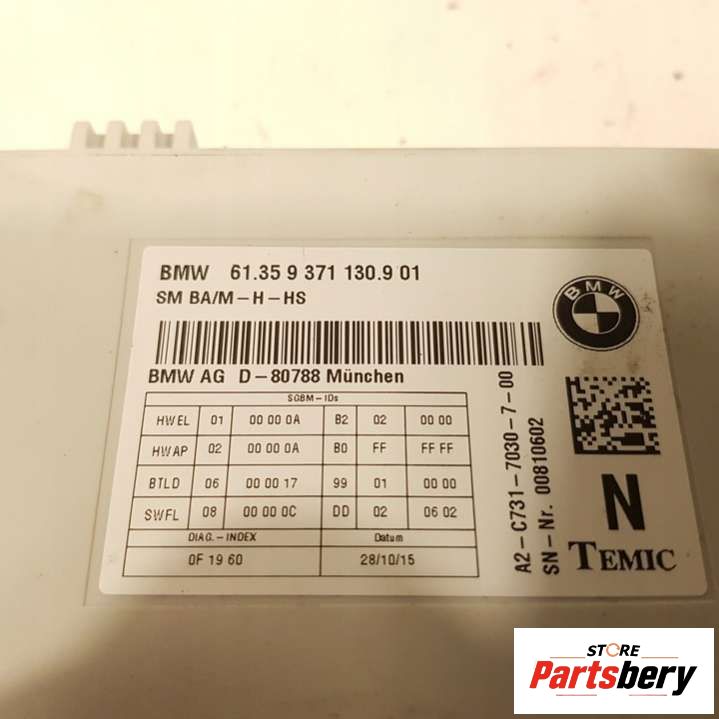 BMW 61.35 9 371 130.9 01
SM BA/M-H-HS
BMW
BMW AG D-80788 München
SGBM-IDs
HWEL 01 00 00 0A B2 02 00 00
HWAP 02 00 00 0A B0 FF FF FF
BTLD 06 00 00 17 99 01 00 00
SWFL 08 00 00 0C DD 02 06 02
DIAG.-INDEX Datum
0F 19 60 28/10/15
A2-C731-7030-7-00
SN-Nr. 00810602
N
TEMIC
STORE
Partsbery